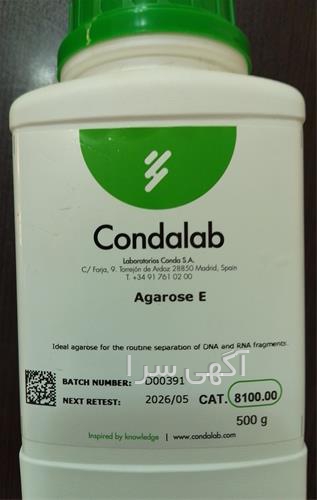 Condalab
Laboratorios Conda S.A.
C/ Forja, 9. Torrejón de Ardoz 28850 Madrid, Spain
T. +34 91 761 02 00
Agarose E
Ideal agarose for the routine separation of DNA and RNA fragments.
آگهی سرا
BATCH NUMBER: D00391
NEXT RETEST: 2026/05 CAT. 8100.00
500 g
Inspired by knowledge | www.condalab.com